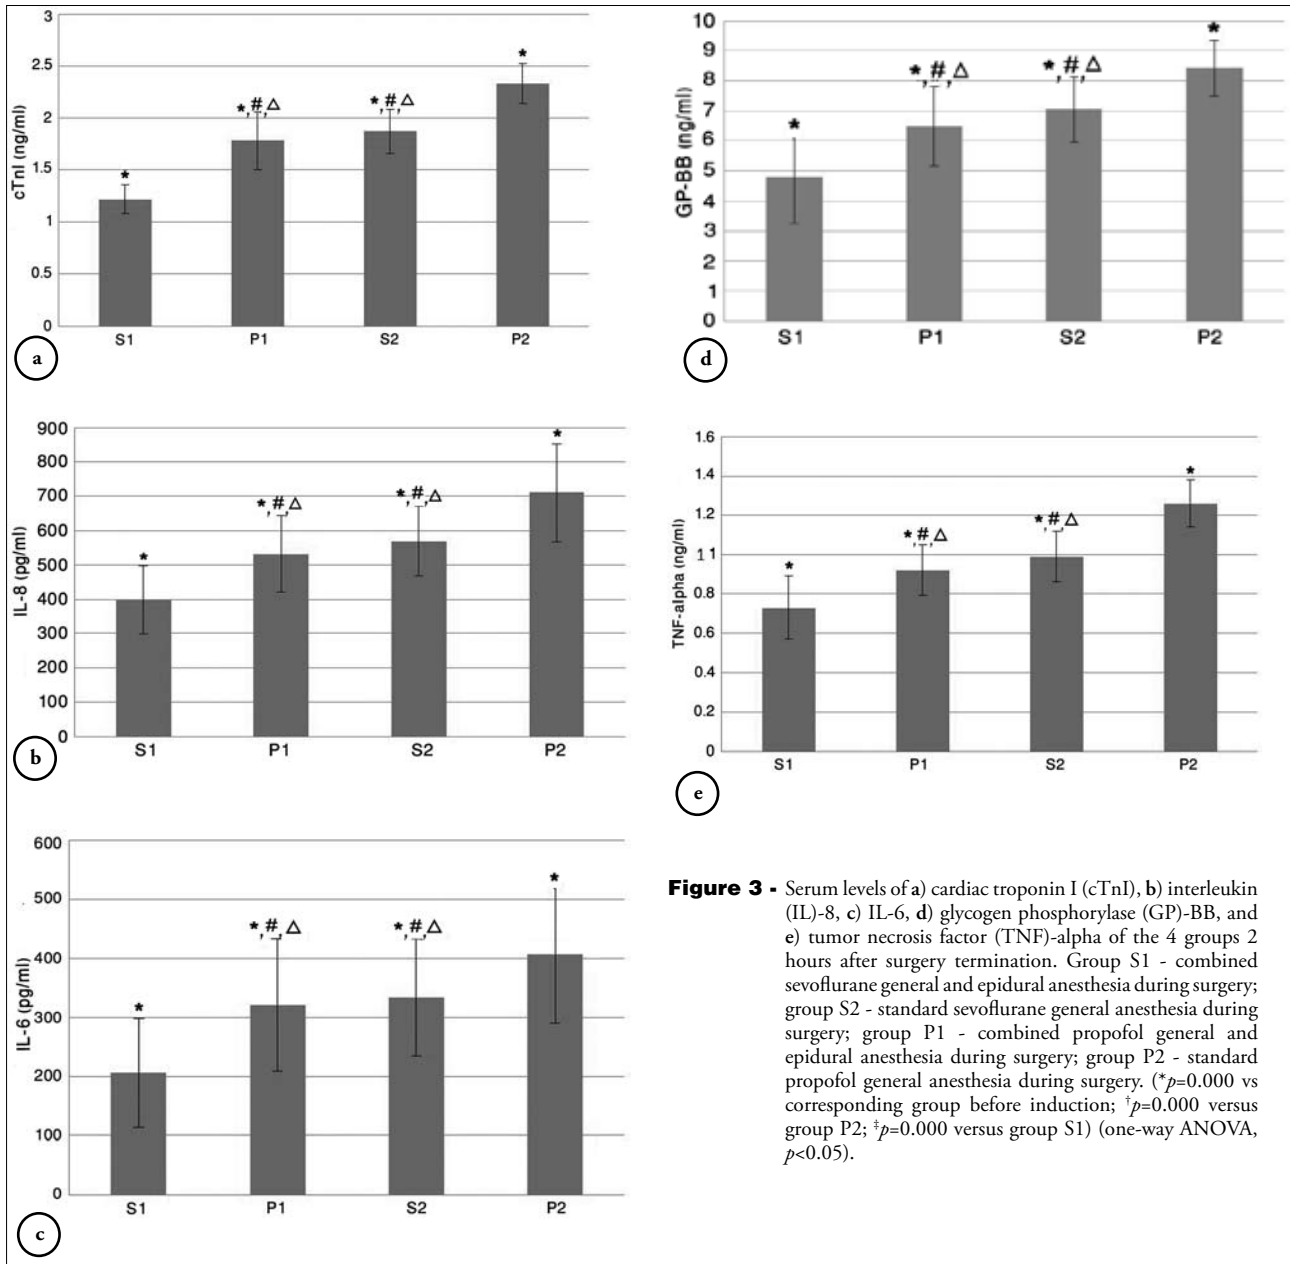 3
2.5
2
1.5
1
0.5
0
cTnI (ng/ml)
*
*,#,△
*,#,△
*
S1 P1 S2 P2
a
900
800
700
600
500
400
300
200
100
0
IL-8 (pg/ml)
*
*,#,△
*,#,△
*
S1 P1 S2 P2
b
600
500
400
300
200
100
0
IL-6 (pg/ml)
*
*,#,△
*,#,△
*
S1 P1 S2 P2
c
10
9
8
7
6
5
4
3
2
1
0
GP-BB (ng/ml)
*
*,#,△
*,#,△
*
S1 P1 S2 P2
d
1.6
1.4
1.2
1
0.8
0.6
0.4
0.2
0
TNF-alpha (ng/ml)
*
*,#,△
*,#,△
*
S1 P1 S2 P2
e
Figure 3 - Serum levels of a) cardiac troponin I (cTnI), b) interleukin
(IL)-8, c) IL-6, d) glycogen phosphorylase (GP)-BB, and
e) tumor necrosis factor (TNF)-alpha of the 4 groups 2
hours after surgery termination. Group S1 - combined
sevoflurane general and epidural anesthesia during surgery;
group S2 - standard sevoflurane general anesthesia during
surgery; group P1 - combined propofol general and
epidural anesthesia during surgery; group P2 - standard
propofol general anesthesia during surgery. (*p=0.000 vs
corresponding group before induction; †p=0.000 versus
group P2; ‡p=0.000 versus group S1) (one-way ANOVA,
p<0.05).